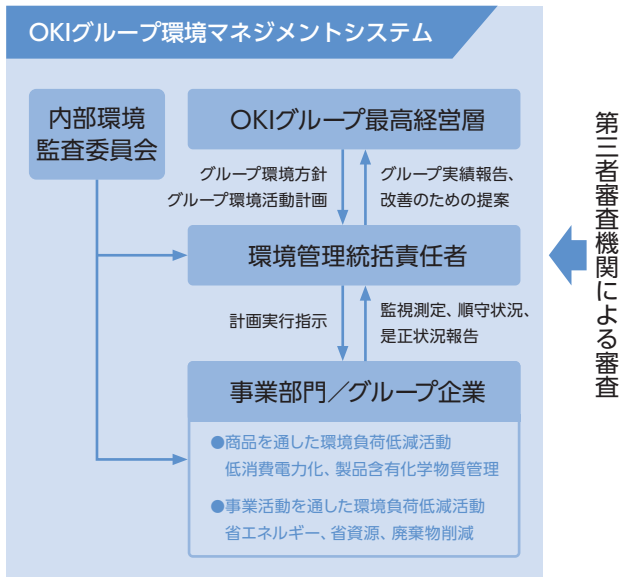 OKIグループ環境マネジメントシステム
内部環境
監査委員会
OKIグループ最高経営層
グループ環境方針
グループ環境活動計画
グループ実績報告、
改善のための提案
環境管理統括責任者
計画実行指示
監視測定、順守状況、
是正状況報告
事業部門／グループ企業
●商品を通した環境負荷低減活動
低消費電力化、製品含有化学物質管理
●事業活動を通した環境負荷低減活動
省エネルギー、省資源、廃棄物削減
第三者審査機関による審査